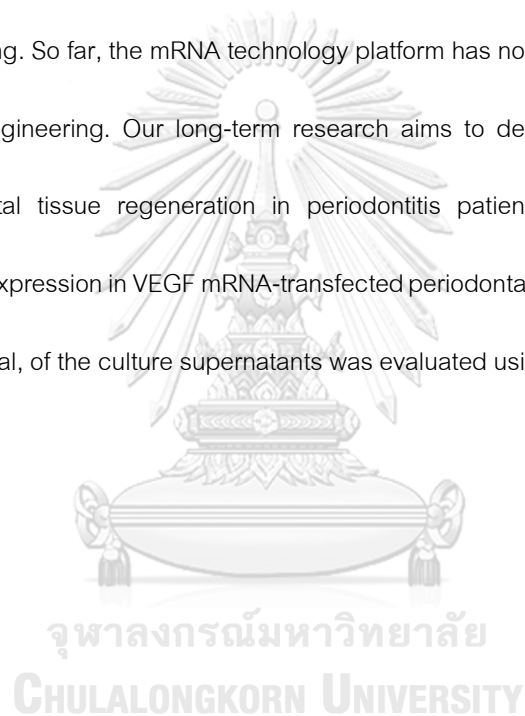 ng. So far, the mRNA technology platform has no
ngineering. Our long-term research aims to de
tal tissue regeneration in periodontitis patien
xpression in VEGF mRNA-transfected periodonta
al, of the culture supernatants was evaluated usi
จุฬาลงกรณ์มหาวิทยาลัย
CHULALONGKORN UNIVERSITY